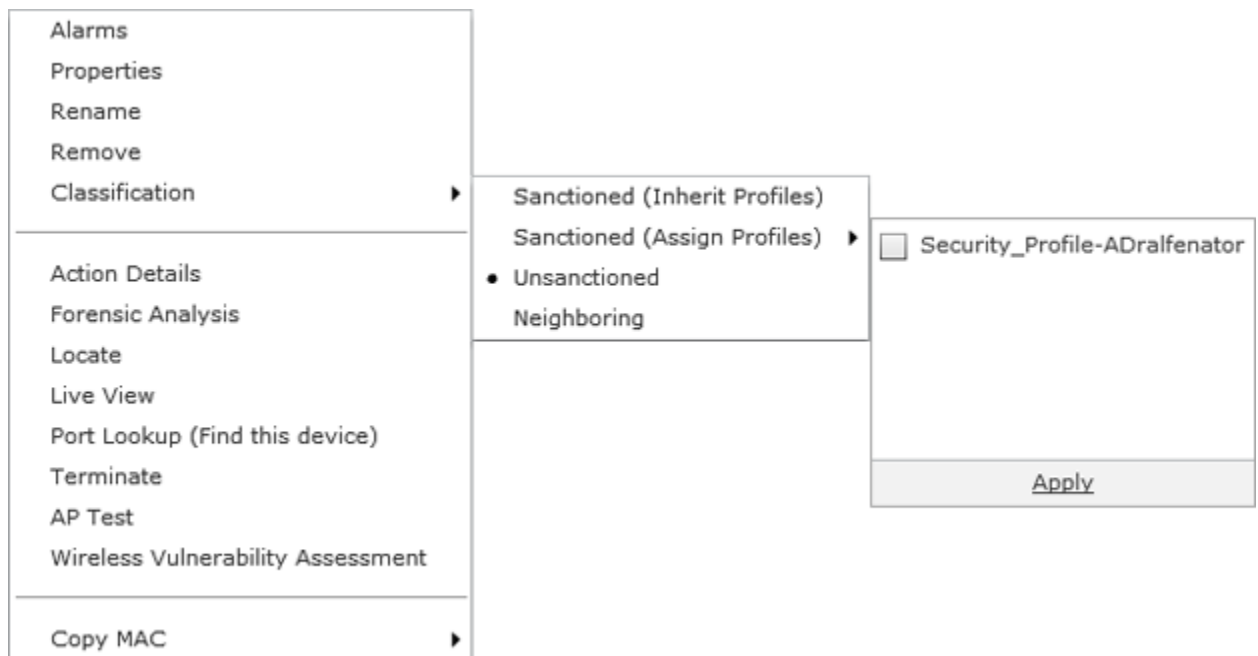 Alarms
Properties
Rename
Remove
Classification
Sanctioned (Inherit Profiles)
Sanctioned (Assign Profiles)
Unsanctioned
Neighboring
Security_Profile-ADralfenator
Apply
Action Details
Forensic Analysis
Locate
Live View
Port Lookup (Find this device)
Terminate
AP Test
Wireless Vulnerability Assessment
Copy MAC